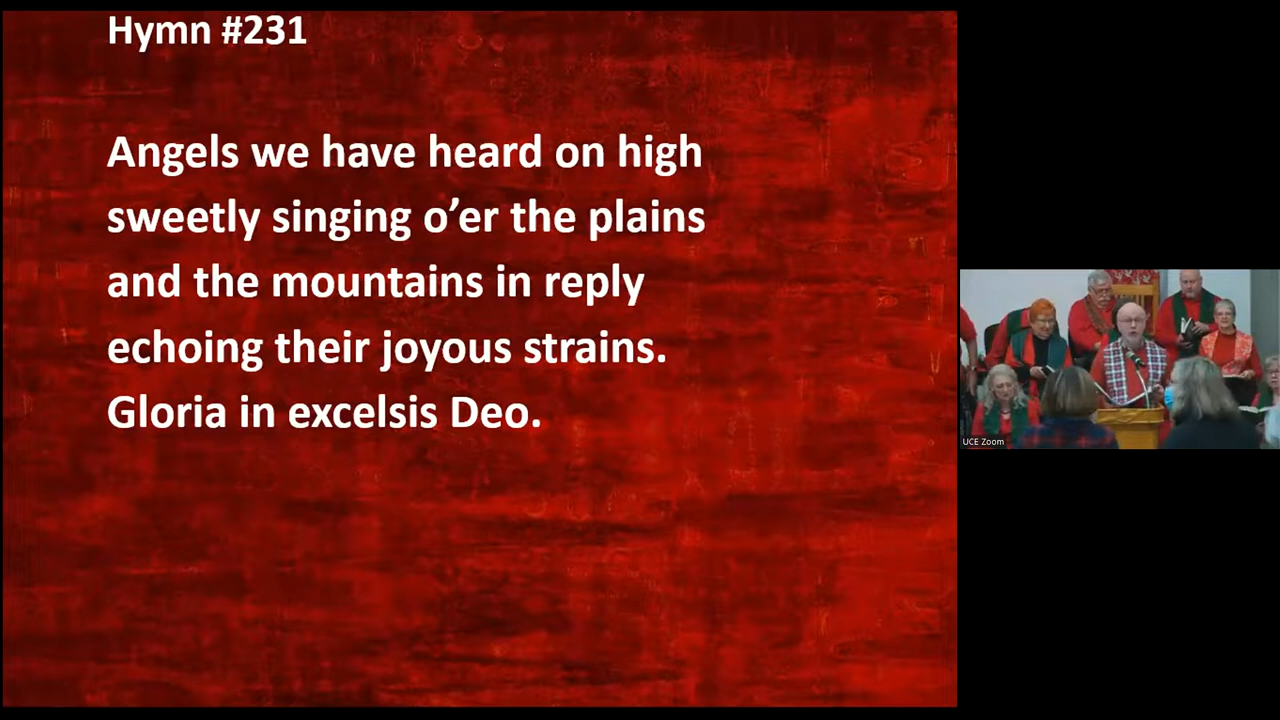 Hymn #231
Angels we have heard on high
sweetly singing o’er the plains
and the mountains in reply
echoing their joyous strains.
Gloria in excelsis Deo.
UCE Zoom